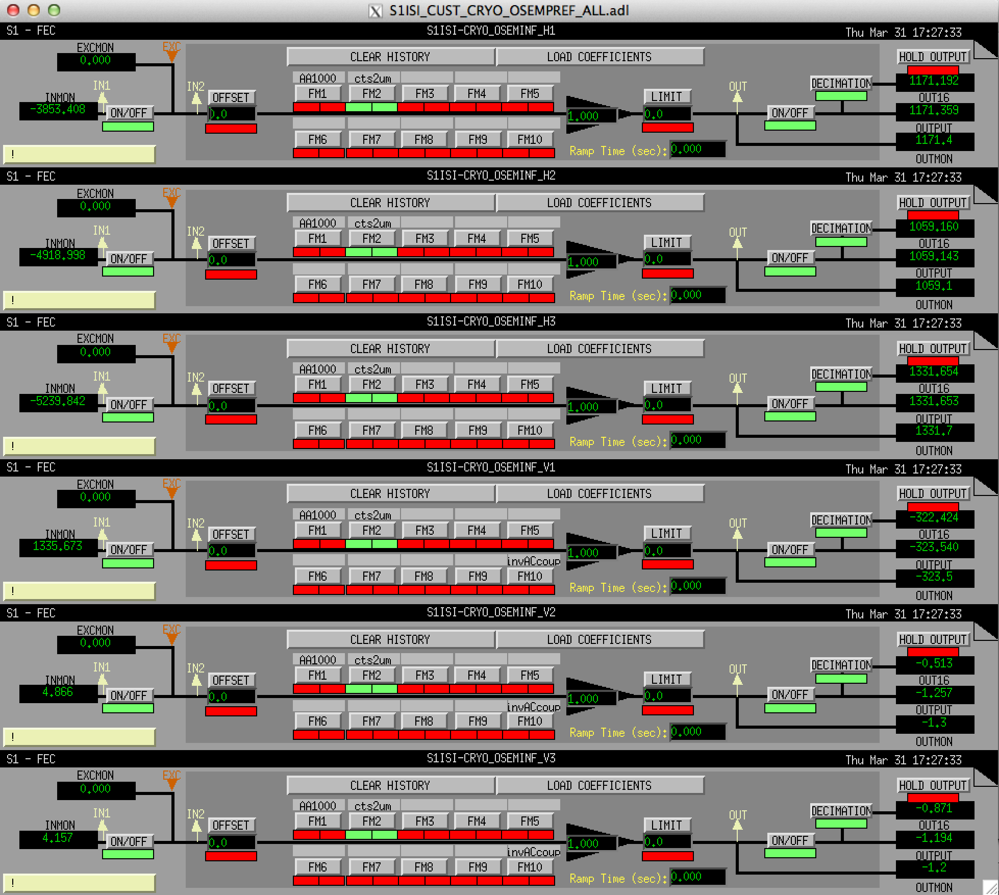 S1ISI_CUST_CRYO_OSEMPREF_ALL.adl
S1 - FEC S1ISI-CRYO_OSEMINF_H1 Thu Mar 31 17:27:33
EXCMON EXC
0.000 CLEAR HISTORY LOAD COEFFICIENTS HOLD OUTPUT
AA1000 cts2um
IN1 IN2 OUT DECIMATION 1171.192
INMON OFFSET FM1 FM2 FM3 FM4 FM5 LIMIT OUT16
-3853.408 ON/OFF 0.0 1.000 0.0 ON/OFF 1171.359
OUTPUT
FM6 FM7 FM8 FM9 FM10 1171.4
! Ramp Time (sec): 0.000
OUTMON
S1 - FEC S1ISI-CRYO_OSEMINF_H2 Thu Mar 31 17:27:33
EXCMON EXC
0.000 CLEAR HISTORY LOAD COEFFICIENTS HOLD OUTPUT
AA1000 cts2um
IN1 IN2 OUT DECIMATION 1059.160
INMON OFFSET FM1 FM2 FM3 FM4 FM5 LIMIT OUT16
-4918.998 ON/OFF 0.0 1.000 0.0 ON/OFF 1059.143
OUTPUT
FM6 FM7 FM8 FM9 FM10 1059.1
! Ramp Time (sec): 0.000
OUTMON
S1 - FEC S1ISI-CRYO_OSEMINF_H3 Thu Mar 31 17:27:33
EXCMON EXC
0.000 CLEAR HISTORY LOAD COEFFICIENTS HOLD OUTPUT
AA1000 cts2um
IN1 IN2 OUT DECIMATION 1331.654
INMON OFFSET FM1 FM2 FM3 FM4 FM5 LIMIT OUT16
-5239.842 ON/OFF 0.0 1.000 0.0 ON/OFF 1331.653
OUTPUT
FM6 FM7 FM8 FM9 FM10 1331.7
! Ramp Time (sec): 0.000
OUTMON
S1 - FEC S1ISI-CRYO_OSEMINF_V1 Thu Mar 31 17:27:33
EXCMON EXC
0.000 CLEAR HISTORY LOAD COEFFICIENTS HOLD OUTPUT
AA1000 cts2um
IN1 IN2 OUT DECIMATION -322.424
INMON OFFSET FM1 FM2 FM3 FM4 FM5 LIMIT OUT16
1335.673 ON/OFF 0.0 1.000 0.0 ON/OFF -323.540
invACcoup OUTPUT
FM6 FM7 FM8 FM9 FM10 -323.5
! Ramp Time (sec): 0.000
OUTMON
S1 - FEC S1ISI-CRYO_OSEMINF_V2 Thu Mar 31 17:27:33
EXCMON EXC
0.000 CLEAR HISTORY LOAD COEFFICIENTS HOLD OUTPUT
AA1000 cts2um
IN1 IN2 OUT DECIMATION -0.513
INMON OFFSET FM1 FM2 FM3 FM4 FM5 LIMIT OUT16
4.866 ON/OFF 0.0 1.000 0.0 ON/OFF -1.257
invACcoup OUTPUT
FM6 FM7 FM8 FM9 FM10 -1.3
! Ramp Time (sec): 0.000
OUTMON
S1 - FEC S1ISI-CRYO_OSEMINF_V3 Thu Mar 31 17:27:33
EXCMON EXC
0.000 CLEAR HISTORY LOAD COEFFICIENTS HOLD OUTPUT
AA1000 cts2um
IN1 IN2 OUT DECIMATION -0.871
INMON OFFSET FM1 FM2 FM3 FM4 FM5 LIMIT OUT16
4.157 ON/OFF 0.0 1.000 0.0 ON/OFF -1.194
invACcoup OUTPUT
FM6 FM7 FM8 FM9 FM10 -1.2
! Ramp Time (sec): 0.000
OUTMON